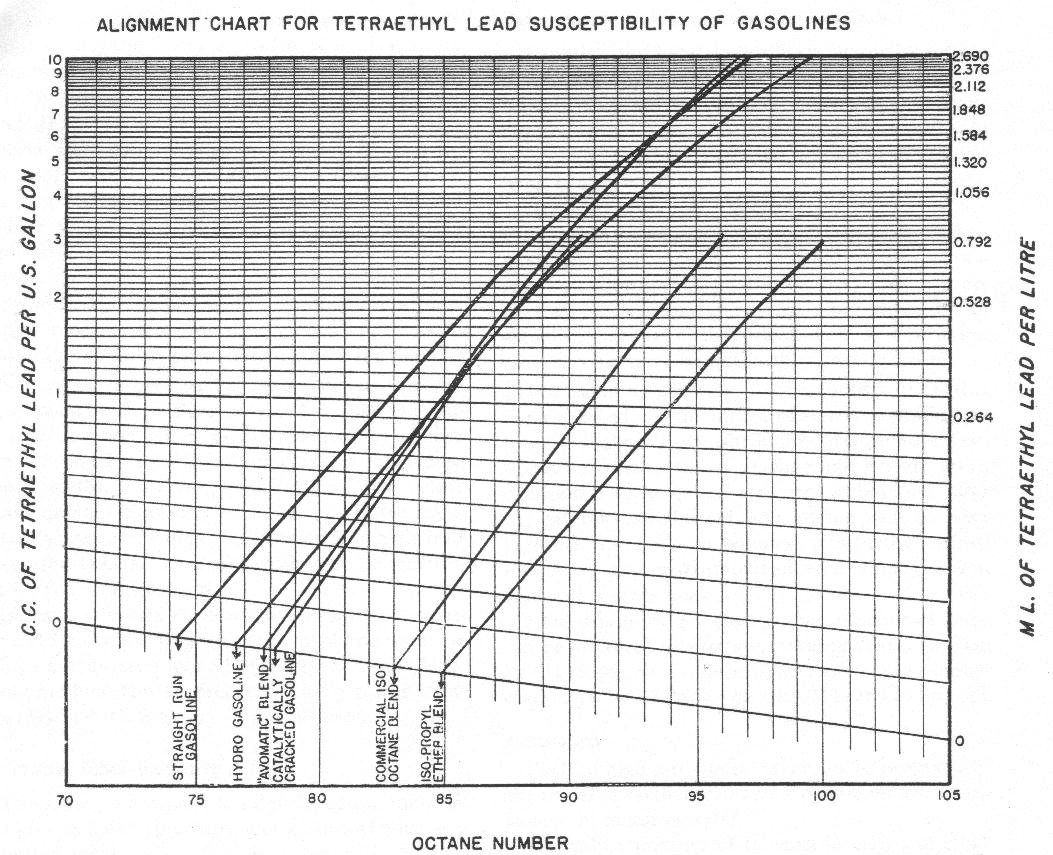 ALIGNMENT CHART FOR TETRAETHYL LEAD SUSCEPTIBILITY OF GASOLINES
C.C. OF TETRAETHYL LEAD PER U.S. GALLON
10
9
8
7
6
5
4
3
2
1
0
2.690
2.376
2.112
1.848
1.584
1.320
1.056
0.792
0.528
0.264
0
ML. OF TETRAETHYL LEAD PER LITRE
STRAIGHT RUN
GASOLINE
HYDRO GASOLINE
"AVOMATIC" BLEND
CATALYTICALLY
CRACKED GASOLINE
COMMERCIAL ISO
OCTANE BLEND
ISO-PROPYL
ETHER BLEND
70
75
80
85
90
95
100
105
OCTANE NUMBER